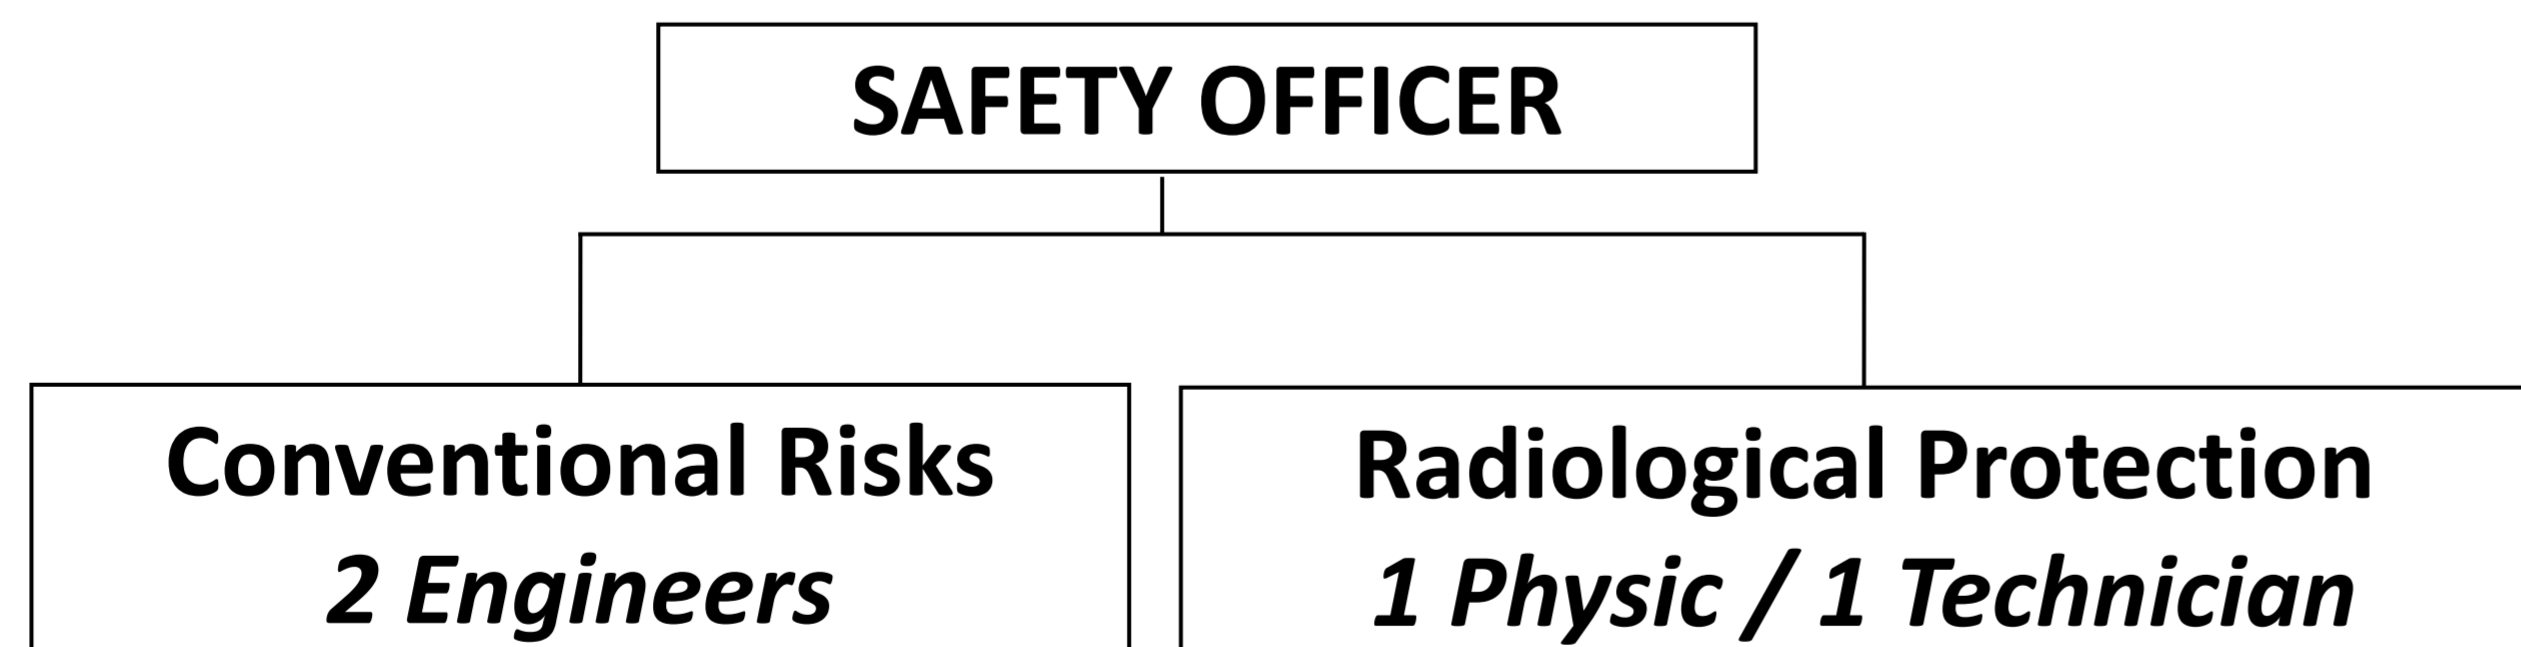 SAFETY OFFICER
Conventional Risks
2 Engineers
Radiological Protection
1 Physic / 1 Technician